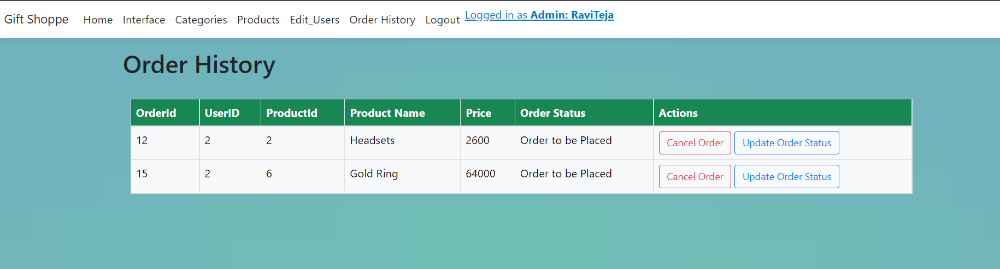 Gift Shoppe Home Interface Categories Products Edit_Users Order History Logout Logged in as Admin: RaviTeja
Order History
OrderId UserID ProductId Product Name Price Order Status Actions
12 2 2 Headsets 2600 Order to be Placed Cancel Order Update Order Status
15 2 6 Gold Ring 64000 Order to be Placed Cancel Order Update Order Status